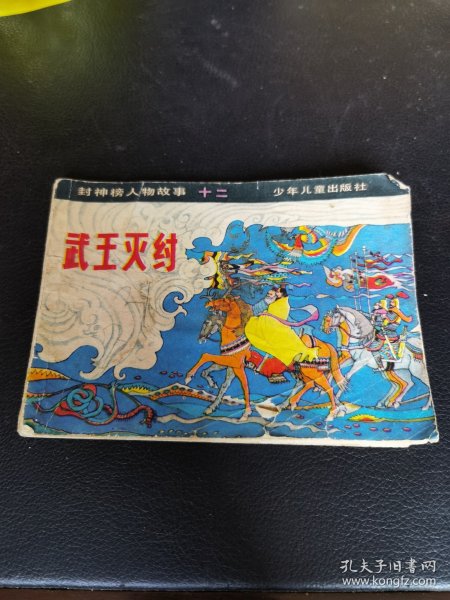 封神榜人物故事 十二 少年儿童出版社
武王灭纣
孔夫子旧书网
www.kongfz.com